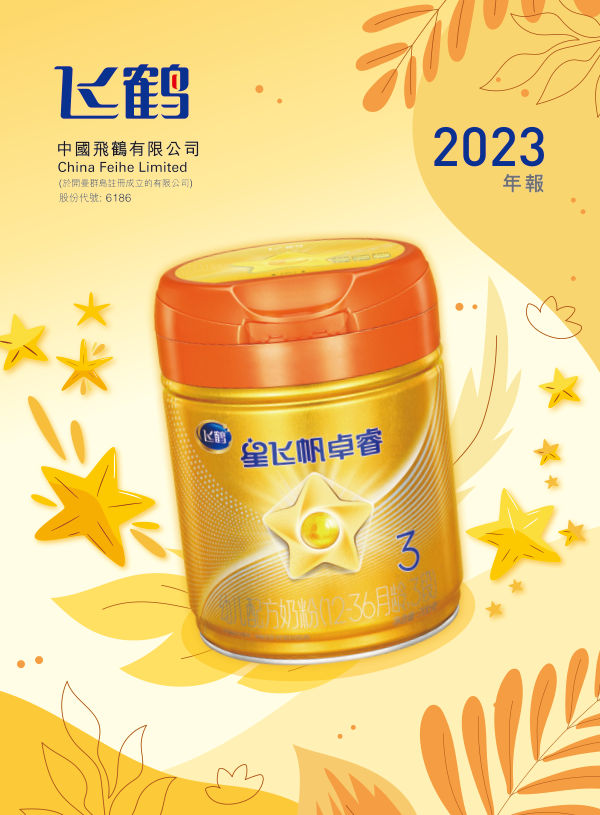 飞鹤
中國飛鶴有限公司
China Feihe Limited
(於開曼群島註冊成立的有限公司)
股份代號: 6186
2023
年報
飞鹤
飞鹤
星飞帆卓睿
3
幼儿配方奶粉(12-36月龄,3段)